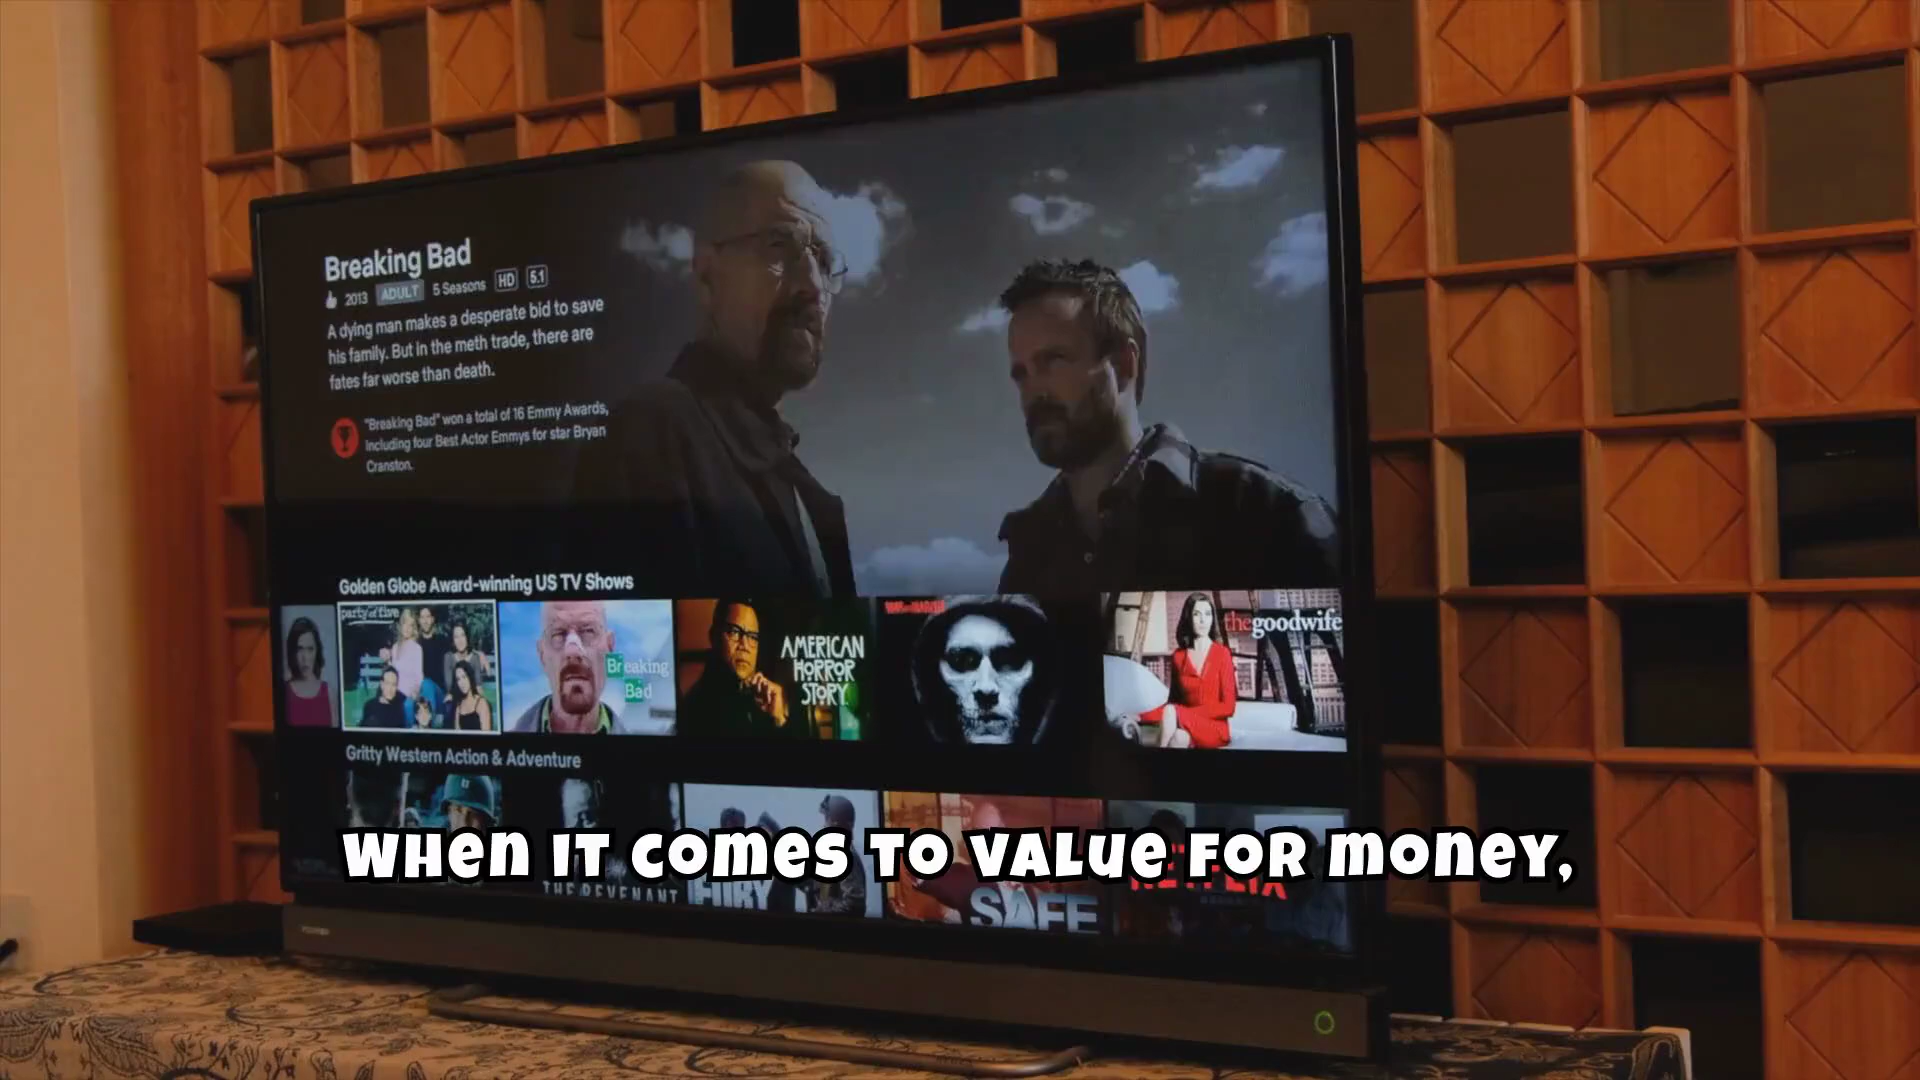 Breaking Bad
2013 ADULT 5 Seasons HD 5.1
A dying man makes a desperate bid to save
his family. But in the meth trade, there are
fates far worse than death.
"Breaking Bad" won a total of 16 Emmy Awards,
including four Best Actor Emmys for star Bryan
Cranston.
Golden Globe Award-winning US TV Shows
party of five
Breaking
Bad
AMERICAN
HORROR
STORY
thegoodwife
Gritty Western Action & Adventure
WHEN IT COMES TO VALUE FOR MONEY,
THE REVENANT
FURY
SAFE
NETFLIX